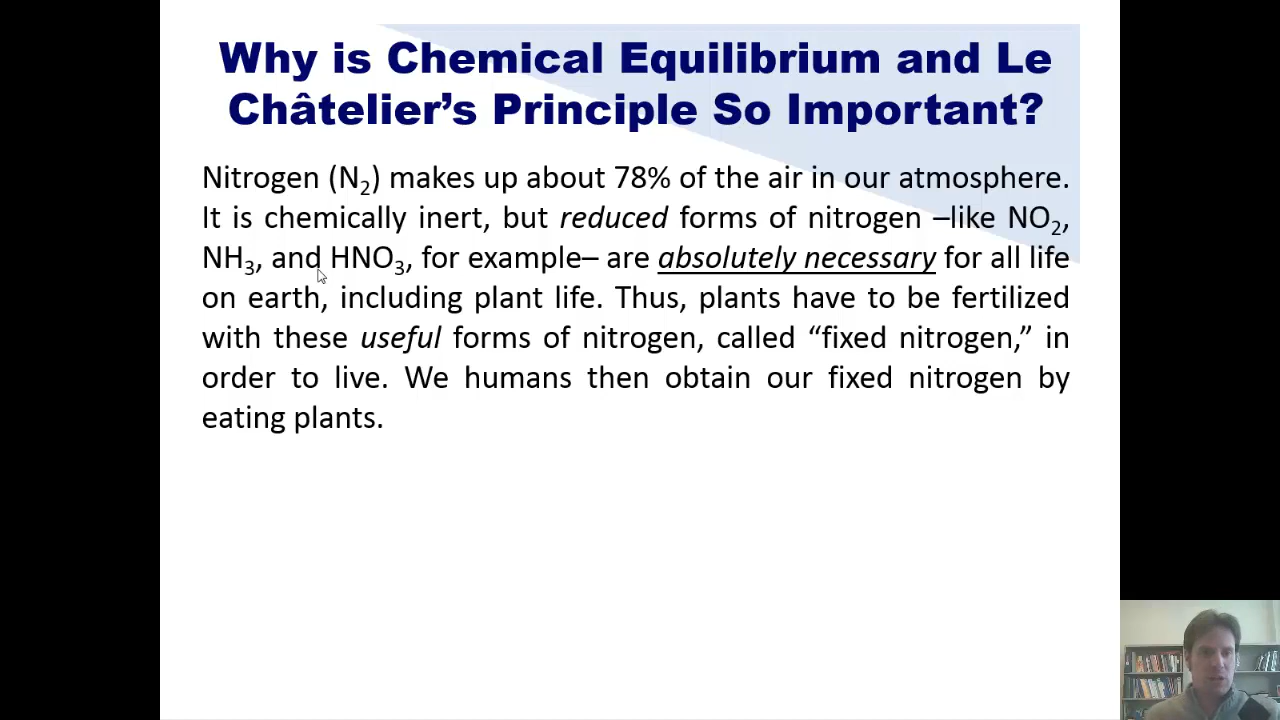 Why is Chemical Equilibrium and Le
Châtelier’s Principle So Important?
Nitrogen (N₂) makes up about 78% of the air in our atmosphere.
It is chemically inert, but reduced forms of nitrogen –like NO₂,
NH₃, and HNO₃, for example– are absolutely necessary for all life
on earth, including plant life. Thus, plants have to be fertilized
with these useful forms of nitrogen, called “fixed nitrogen,” in
order to live. We humans then obtain our fixed nitrogen by
eating plants.